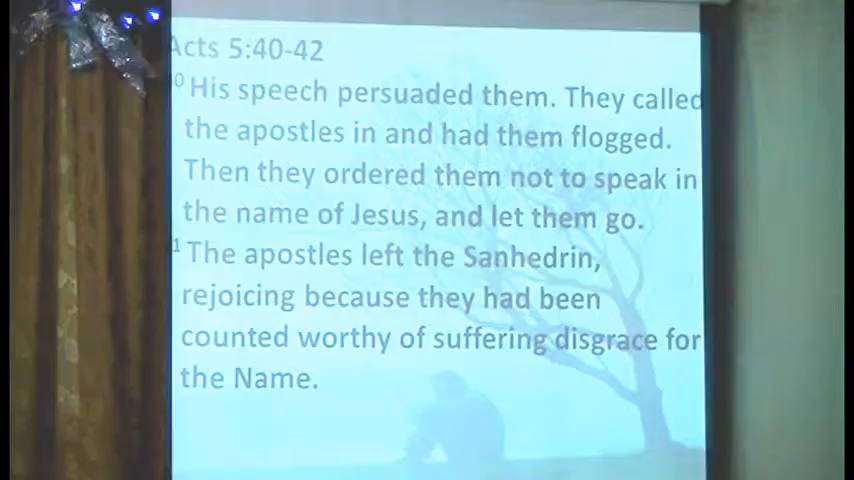 Acts 5:40-42
0 His speech persuaded them. They called
the apostles in and had them flogged.
Then they ordered them not to speak in
the name of Jesus, and let them go.
1 The apostles left the Sanhedrin,
rejoicing because they had been
counted worthy of suffering disgrace for
the Name.